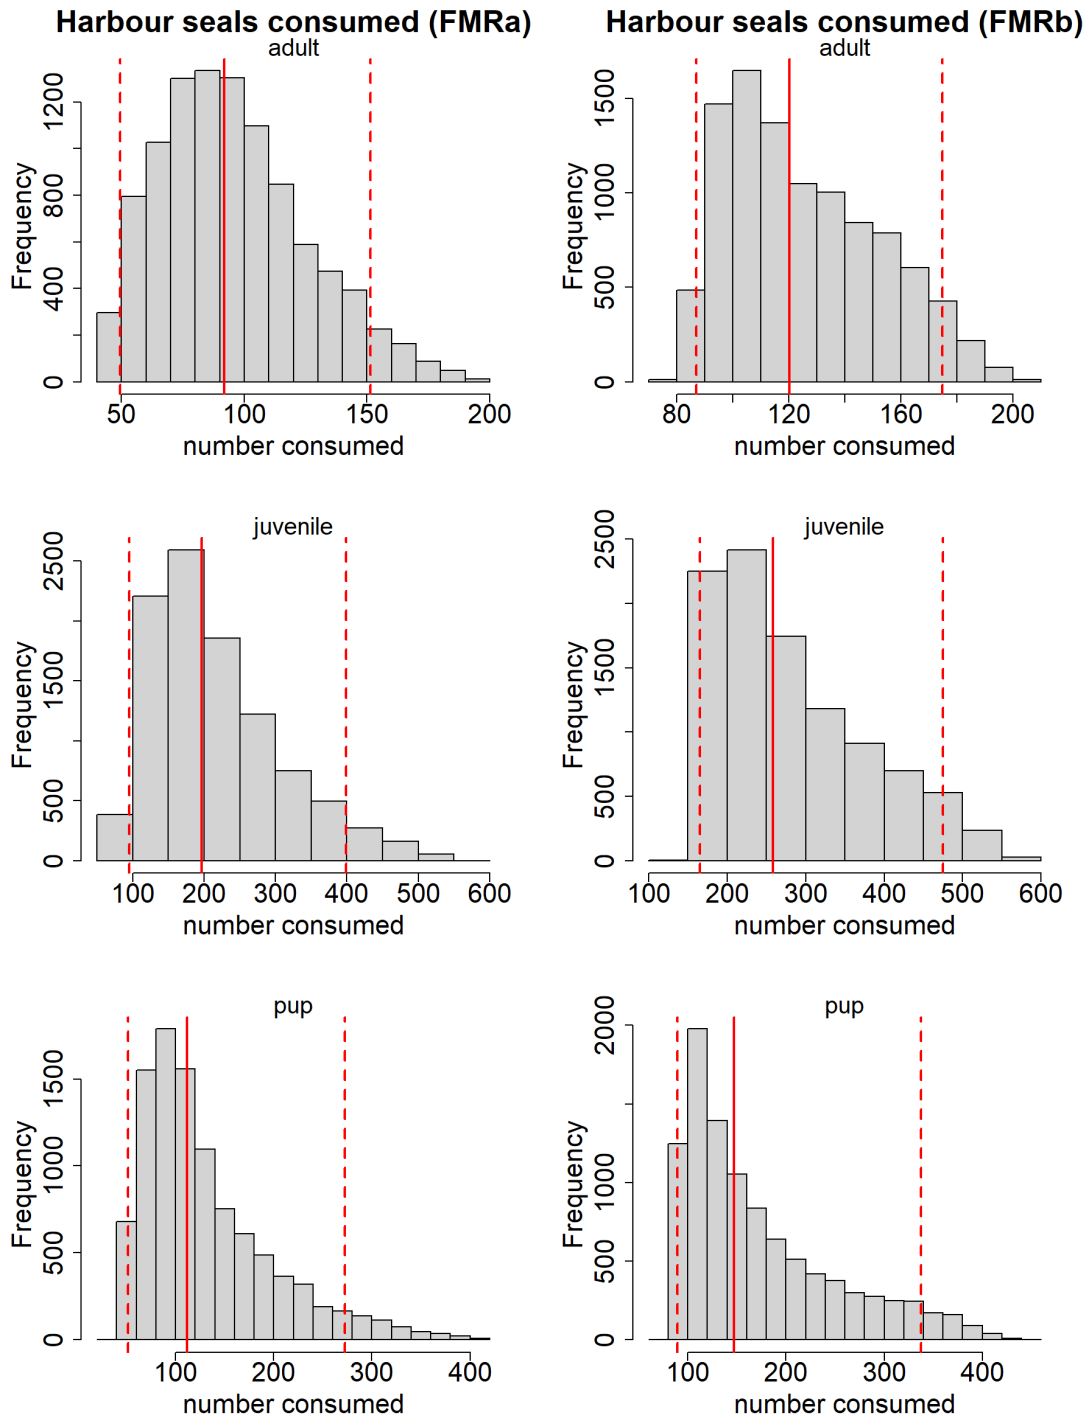 Harbour seals consumed (FMRa)
adult
Frequency
0 400 800 1200
50 100 150 200
number consumed
Harbour seals consumed (FMRb)
adult
Frequency
0 500 1000 1500
80 120 160 200
number consumed
juvenile
Frequency
0 500 1500 2500
100 200 300 400 500 600
number consumed
juvenile
Frequency
0 500 1500 2500
100 200 300 400 500 600
number consumed
pup
Frequency
0 500 1000 1500
100 200 300 400
number consumed
pup
Frequency
0 500 1000 2000
100 200 300 400
number consumed